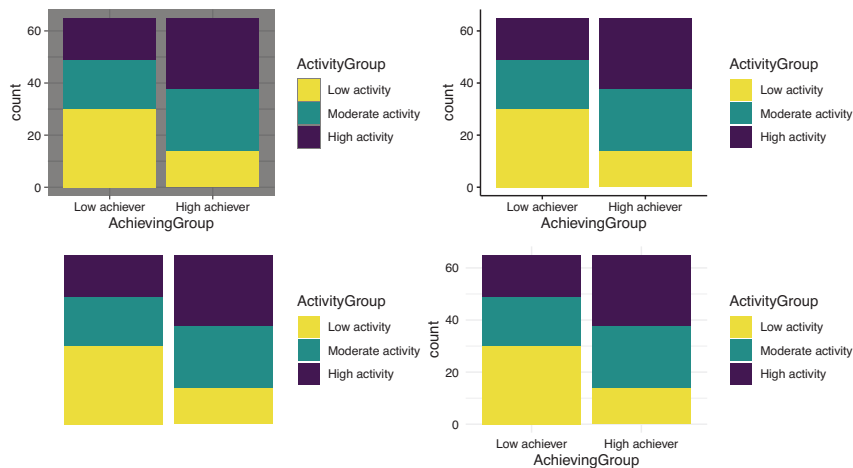 60
40
20
0
count
Low achiever High achiever
AchievingGroup
ActivityGroup
Low activity
Moderate activity
High activity
60
40
20
0
count
Low achiever High achiever
AchievingGroup
ActivityGroup
Low activity
Moderate activity
High activity
ActivityGroup
Low activity
Moderate activity
High activity
60
40
20
0
count
Low achiever High achiever
AchievingGroup
ActivityGroup
Low activity
Moderate activity
High activity